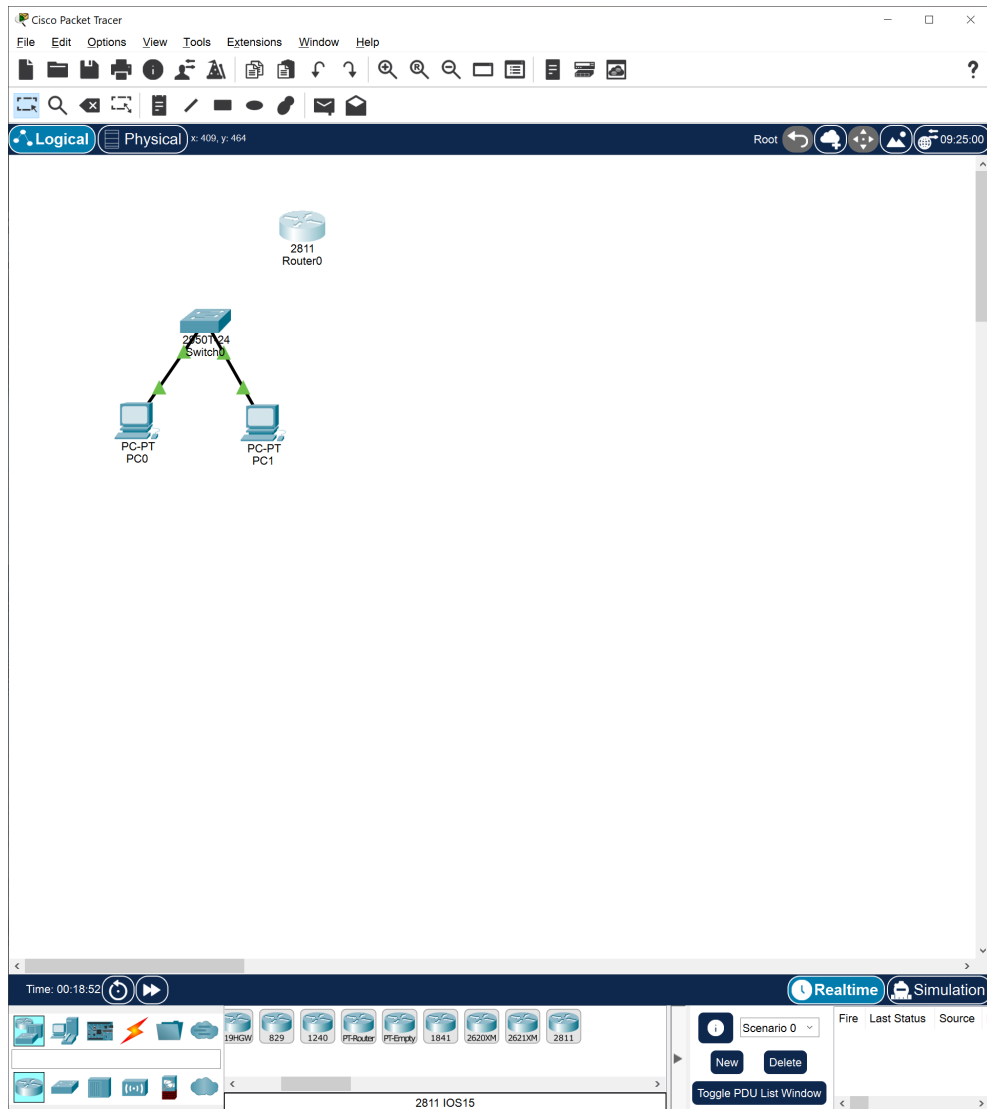 Cisco Packet Tracer
File Edit Options View Tools Extensions Window Help
Logical Physical x: 409, y: 464 Root 09:25:00
2811
Router0
2950T-24
Switch0
PC-PT
PC0
PC-PT
PC1
Time: 00:18:52 Realtime Simulation
19HGW 829 1240 PT-Router PT-Empty 1841 2620XM 2621XM 2811
Scenario 0
Fire Last Status Source
New Delete
Toggle PDU List Window
2811 IOS15